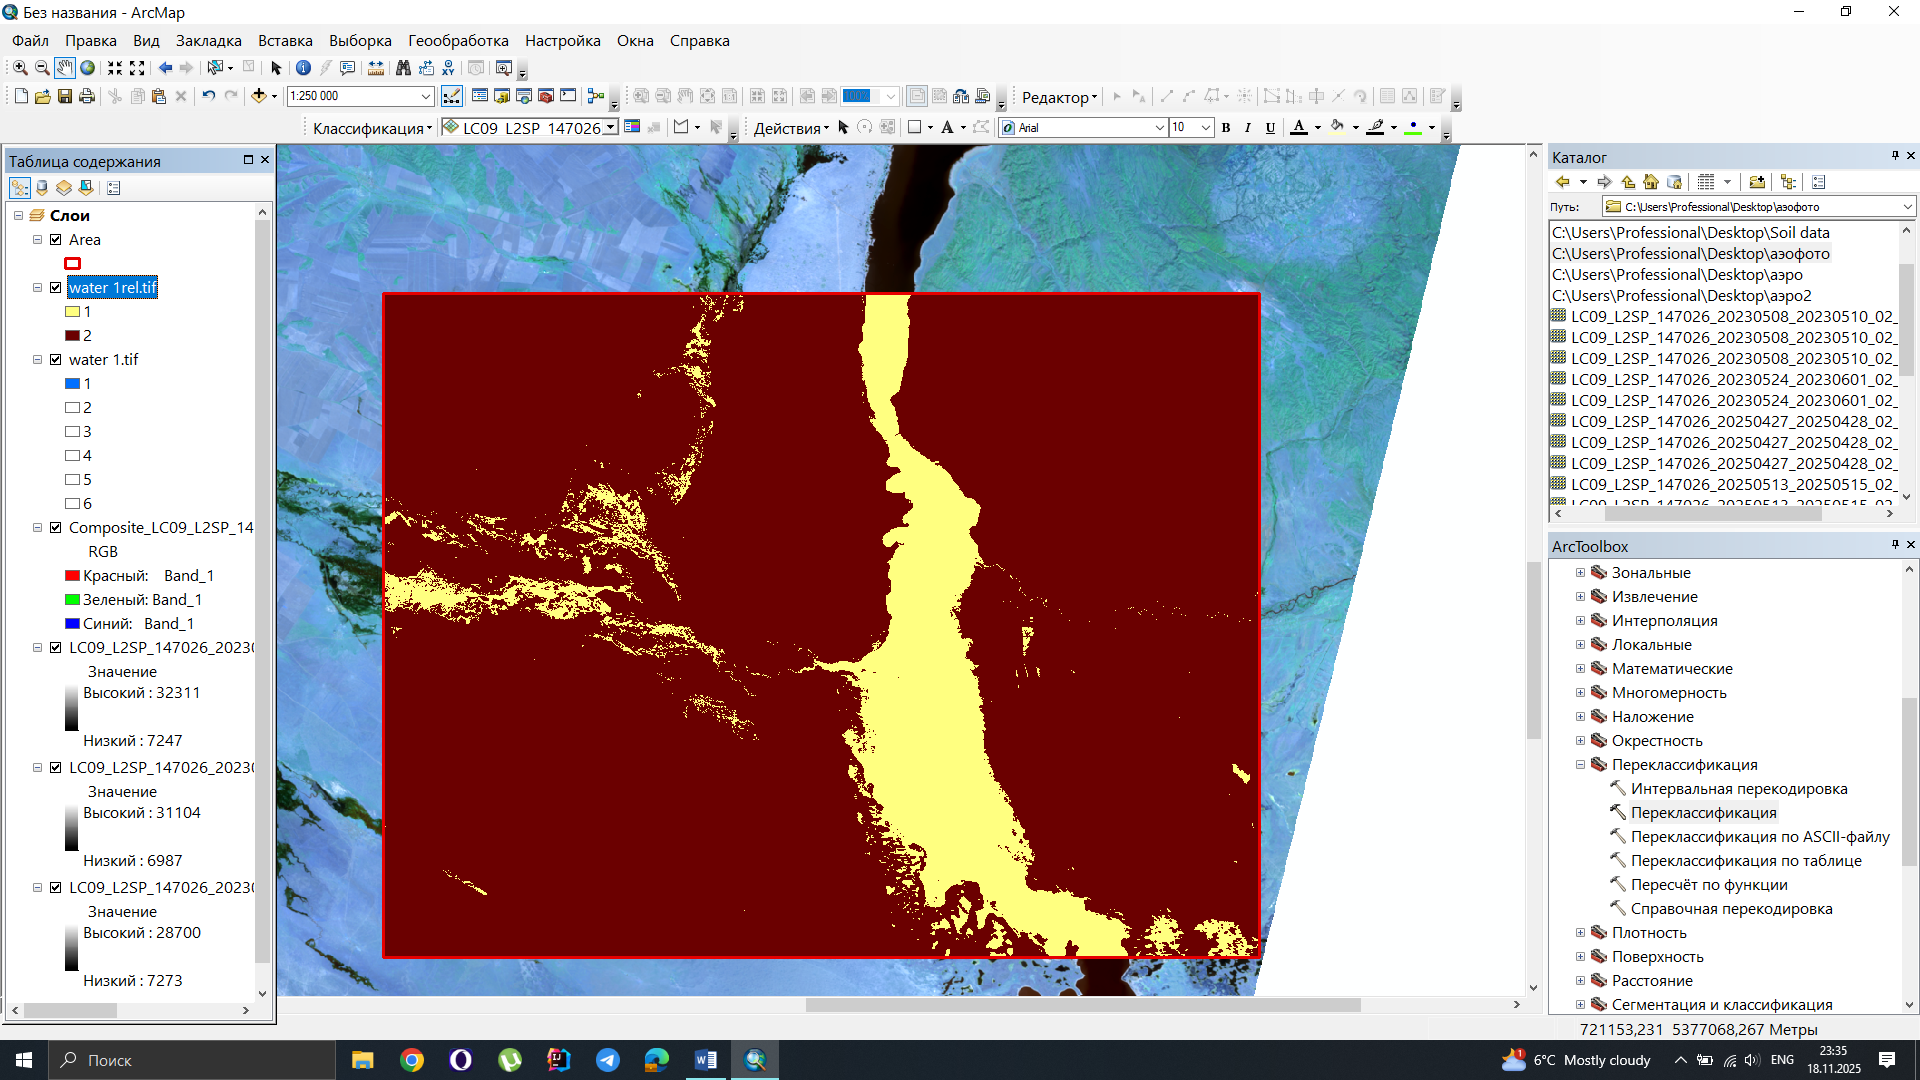 Без названия - ArcMap
Файл Правка Вид Закладка Вставка Выборка Геообработка Настройка Окна Справка
1:250 000
100%
Редактор
Классификация
LC09_L2SP_147026
Действия
Arial
10
B I U A
Таблица содержания
Слои
Area
water 1rel.tif
1
2
water 1.tif
1
2
3
4
5
6
Composite_LC09_L2SP_14
RGB
Красный: Band_1
Зеленый: Band_1
Синий: Band_1
LC09_L2SP_147026_2023
Значение
Высокий : 32311
Низкий : 7247
LC09_L2SP_147026_2023
Значение
Высокий : 31104
Низкий : 6987
LC09_L2SP_147026_2023
Значение
Высокий : 28700
Низкий : 7273
Каталог
Путь:
C:\Users\Professional\Desktop\аэофото
C:\Users\Professional\Desktop\Soil data
C:\Users\Professional\Desktop\аэофото
C:\Users\Professional\Desktop\аэро
C:\Users\Professional\Desktop\аэро2
LC09_L2SP_147026_20230508_20230510_02_
LC09_L2SP_147026_20230508_20230510_02_
LC09_L2SP_147026_20230508_20230510_02_
LC09_L2SP_147026_20230524_20230601_02_
LC09_L2SP_147026_20230524_20230601_02_
LC09_L2SP_147026_20250427_20250428_02_
LC09_L2SP_147026_20250427_20250428_02_
LC09_L2SP_147026_20250427_20250428_02_
LC09_L2SP_147026_20250513_20250515_02_
LC09_L2SP_147026_20250513_20250515_02_
ArcToolbox
Зональные
Извлечение
Интерполяция
Локальные
Математические
Многомерность
Наложение
Окрестность
Переклассификация
Интервальная перекодировка
Переклассификация
Переклассификация по ASCII-файлу
Переклассификация по таблице
Пересчёт по функции
Справочная перекодировка
Плотность
Поверхность
Расстояние
Сегментация и классификация
721153,231 5377068,267 Метры
Поиск
1
6°C Mostly cloudy
ENG
23:35
18.11.2025